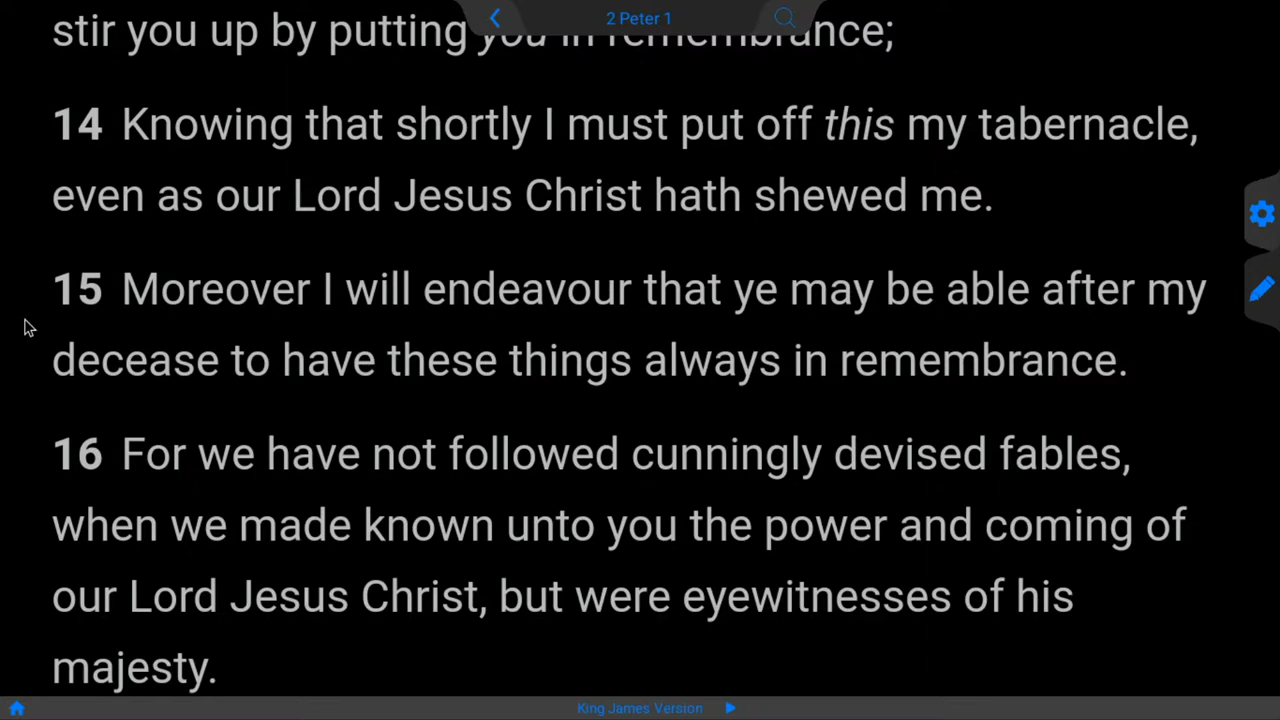 2 Peter 1
stir you up by putting you in remembrance;
14 Knowing that shortly I must put off this my tabernacle,
even as our Lord Jesus Christ hath shewed me.
15 Moreover I will endeavour that ye may be able after my
decease to have these things always in remembrance.
16 For we have not followed cunningly devised fables,
when we made known unto you the power and coming of
our Lord Jesus Christ, but were eyewitnesses of his
majesty.
King James Version